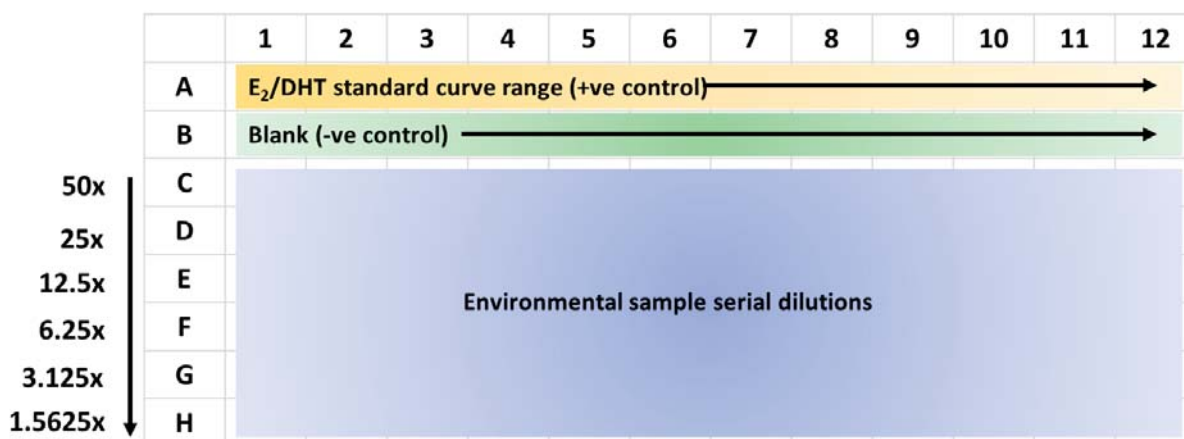 1 2 3 4 5 6 7 8 9 10 11 12
A E₂/DHT standard curve range (+ve control)
B Blank (-ve control)
50x C
25x D
12.5x E
Environmental sample serial dilutions
6.25x F
3.125x G
1.5625x H